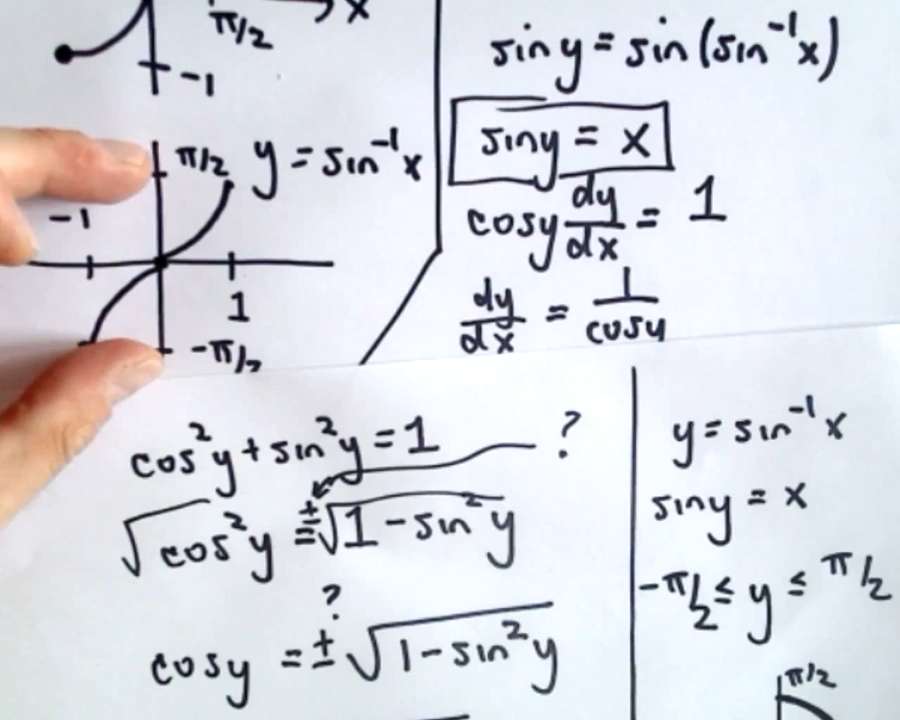 π/2 x
-1
π/2 y = sin⁻¹x
-1
1
-π/2
sin y = sin(sin⁻¹x)
sin y = x
cos y dy/dx = 1
dy/dx = 1/cos y
cos²y + sin²y = 1 ?
√cos²y = ±√1 - sin²y
?
cos y = ± √1 - sin²y
y = sin⁻¹x
sin y = x
-π/2 ≤ y ≤ π/2
π/2